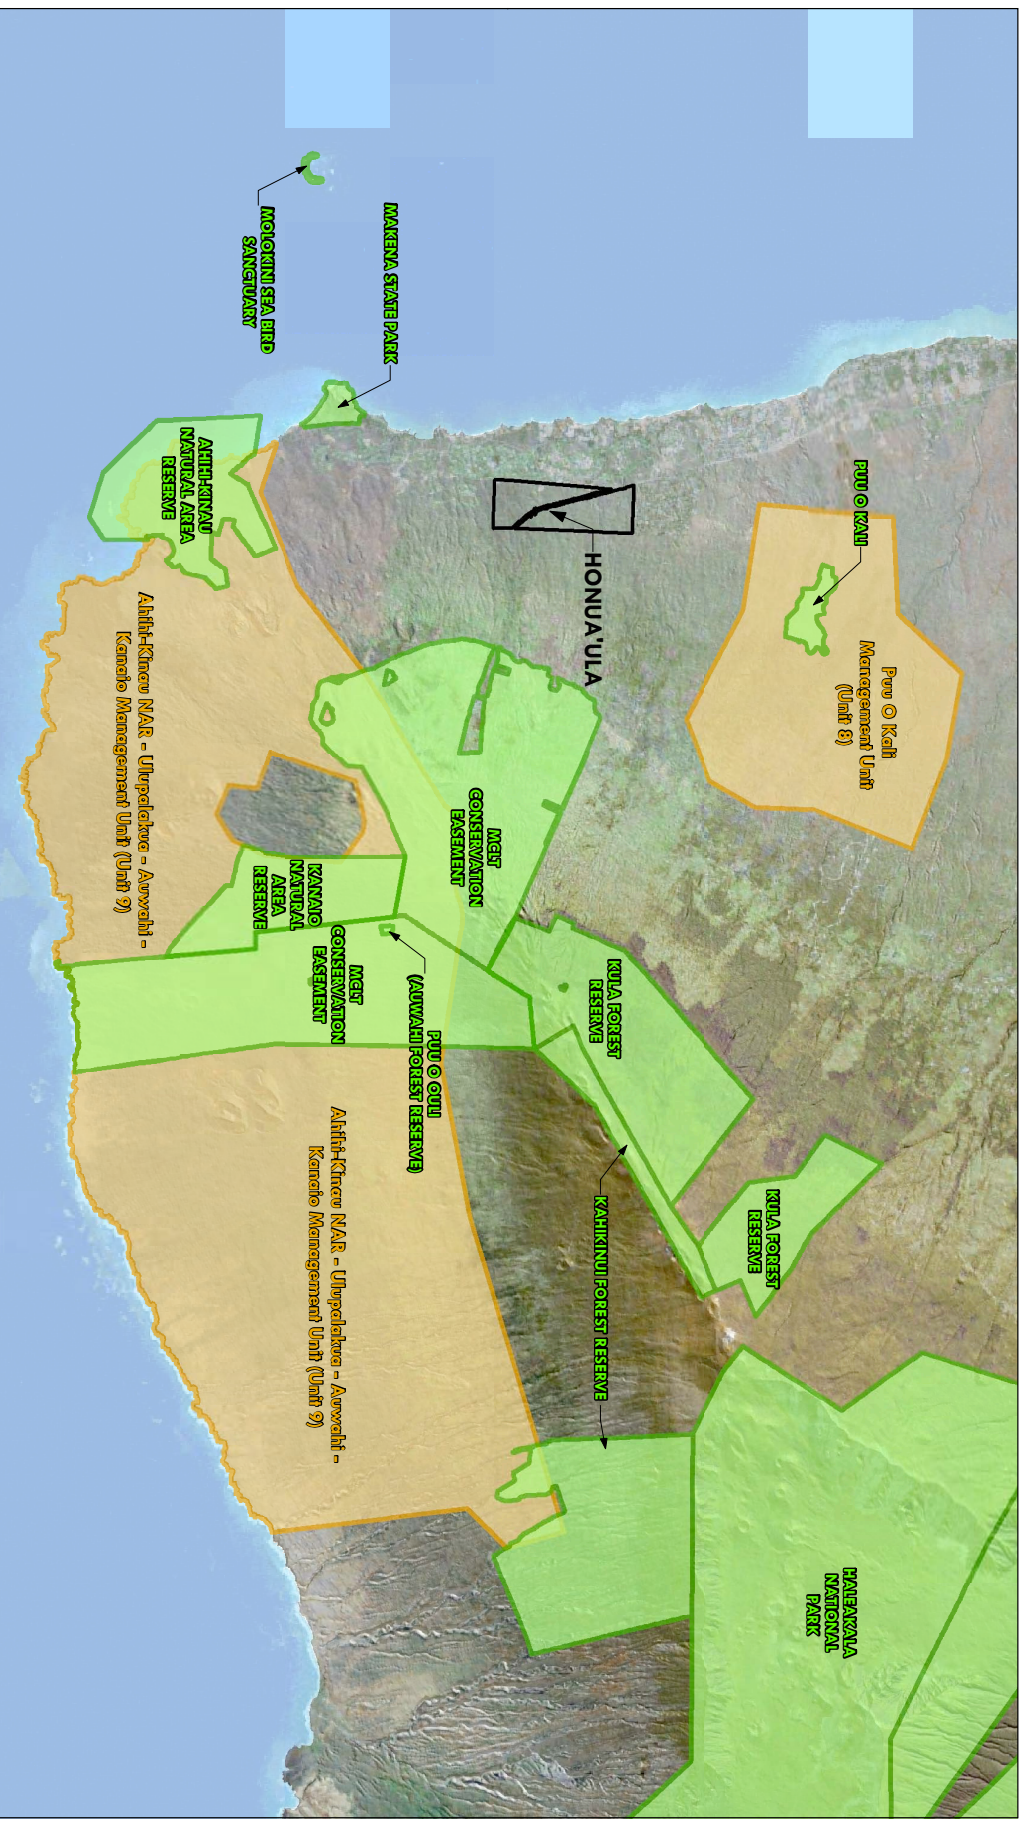 PUU O KALI
Puu O Kali
Management Unit
(Unit 8)
HALEAKALA
NATIONAL
PARK
KULA FOREST
RESERVE
KULA FOREST
RESERVE
HONUA'ULA
KAHIKINUI FOREST RESERVE
MCLT
CONSERVATION
EASEMENT
PUU O OULI
(AUWAHI FOREST RESERVE)
MAKENA STATE PARK
MCLT
CONSERVATION
EASEMENT
Ahihi-Kinau NAR - Ulupalakua - Auwahi -
Kanaio Management Unit (Unit 9)
KANAIO
NATURAL
AREA
RESERVE
MOLOKINI SEA BIRD
SANCTUARY
AHIHI-KINAU
NATURAL AREA
RESERVE
Ahihi-Kinau NAR - Ulupalakua - Auwahi -
Kanaio Management Unit (Unit 9)